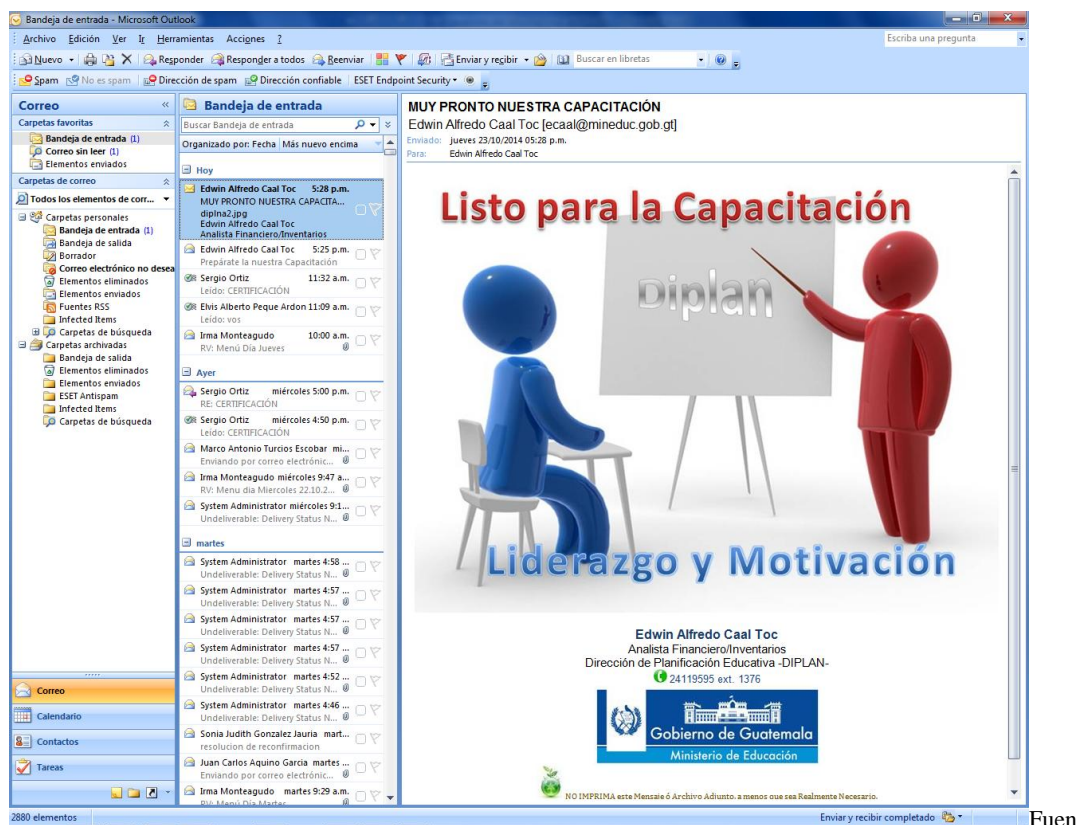 Bandeja de entrada - Microsoft Outlook
Archivo Edición Ver Ir Herramientas Acciones ?
Escriba una pregunta
Nuevo Responder Responder a todos Reenviar Enviar y recibir Buscar en libretas
Spam No es spam Dirección de spam Dirección confiable ESET Endpoint Security
Correo
Carpetas favoritas
Bandeja de entrada (1)
Correo sin leer (1)
Elementos enviados
Carpetas de correo
Todos los elementos de corr...
Carpetas personales
Bandeja de entrada (1)
Bandeja de salida
Borrador
Correo electrónico no desea
Elementos eliminados
Elementos enviados
Fuentes RSS
Infected Items
Carpetas de búsqueda
Carpetas archivadas
Bandeja de salida
Elementos eliminados
Elementos enviados
ESET Antispam
Infected Items
Carpetas de búsqueda
Correo
Calendario
Contactos
Tareas
Bandeja de entrada
Buscar Bandeja de entrada
Organizado por: Fecha Más nuevo encima
Hoy
Edwin Alfredo Caal Toc 5:28 p.m.
MUY PRONTO NUESTRA CAPACITA...
diplna2.jpg
Edwin Alfredo Caal Toc
Analista Financiero/Inventarios
Edwin Alfredo Caal Toc 5:25 p.m.
Prepárate la nuestra Capacitación
Sergio Ortiz 11:32 a.m.
Leído: CERTIFICACIÓN
Elvis Alberto Peque Ardon 11:09 a.m.
Leído: vos
Irma Monteagudo 10:00 a.m.
RV: Menú Día Jueves
Ayer
Sergio Ortiz miércoles 5:00 p.m.
RE: CERTIFICACIÓN
Sergio Ortiz miércoles 4:50 p.m.
Leído: CERTIFICACIÓN
Marco Antonio Turcios Escobar mi...
Enviando por correo electrónic...
Irma Monteagudo miércoles 9:47 a...
RV: Menu dia Miercoles 22.10.2...
System Administrator miércoles 9:1...
Undeliverable: Delivery Status N...
martes
System Administrator martes 4:58 ...
Undeliverable: Delivery Status N...
System Administrator martes 4:57 ...
Undeliverable: Delivery Status N...
System Administrator martes 4:57 ...
Undeliverable: Delivery Status N...
System Administrator martes 4:57 ...
Undeliverable: Delivery Status N...
System Administrator martes 4:52 ...
Undeliverable: Delivery Status N...
System Administrator martes 4:46 ...
Undeliverable: Delivery Status N...
Sonia Judith Gonzalez Jauria mart...
resolucion de reconfirmacion
Juan Carlos Aquino Garcia martes ...
Enviando por correo electrónic...
Irma Monteagudo martes 9:29 a.m.
RV: Menú Día Martes
MUY PRONTO NUESTRA CAPACITACIÓN
Edwin Alfredo Caal Toc [ecaal@mineduc.gob.gt]
Enviado: jueves 23/10/2014 05:28 p.m.
Para: Edwin Alfredo Caal Toc
Listo para la Capacitación
Diplan
Liderazgo y Motivación
Edwin Alfredo Caal Toc
Analista Financiero/Inventarios
Dirección de Planificación Educativa -DIPLAN-
24119595 ext. 1376
Gobierno de Guatemala
Ministerio de Educación
NO IMPRIMA este Mensaje ó Archivo Adjunto, a menos que sea Realmente Necesario.
2880 elementos
Enviar y recibir completado
Fuen